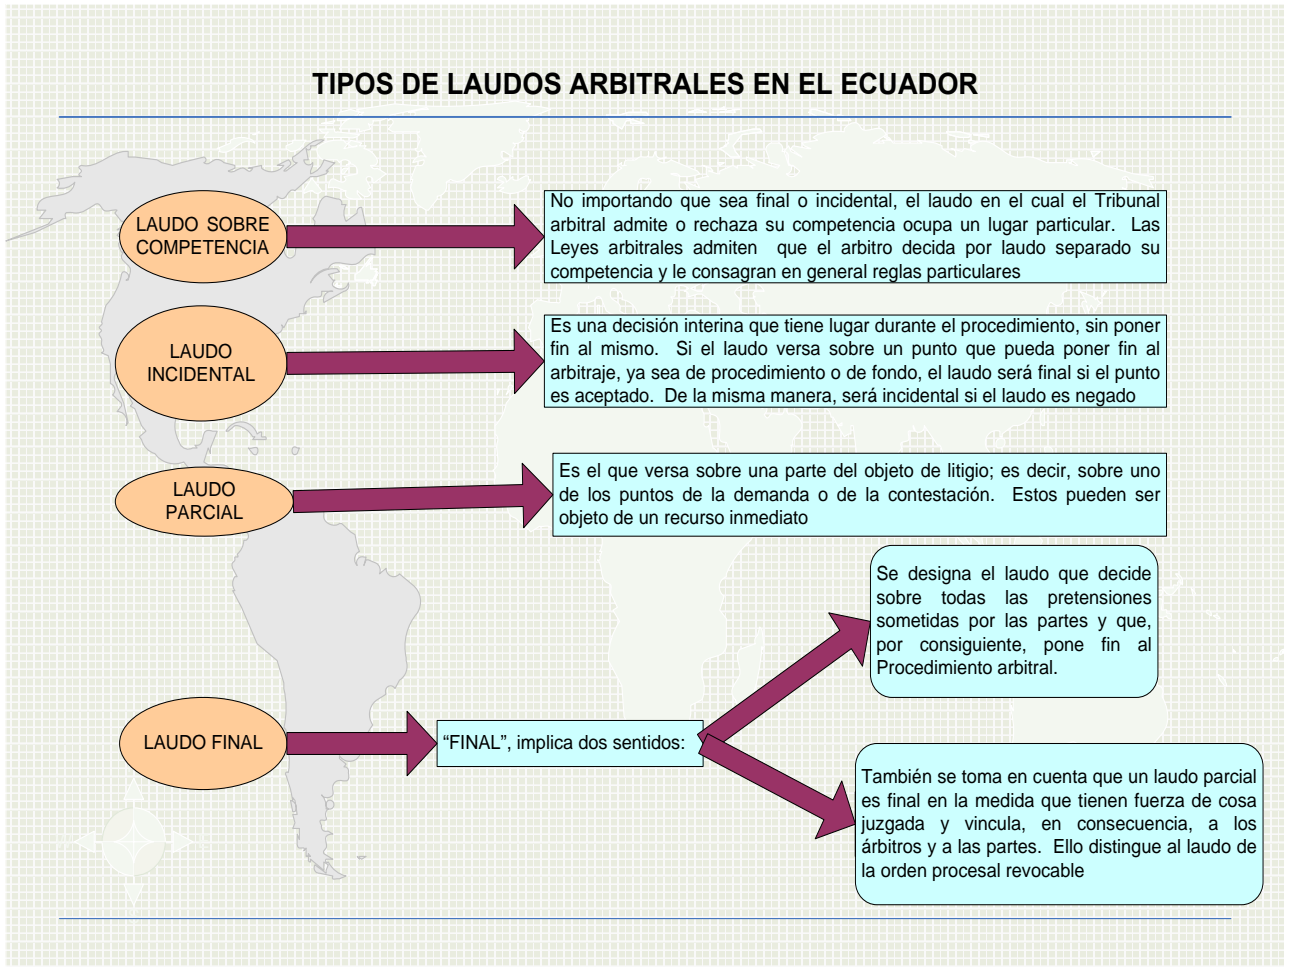 TIPOS DE LAUDOS ARBITRALES EN EL ECUADOR
LAUDO SOBRE
COMPETENCIA
No importando que sea final o incidental, el laudo en el cual el Tribunal
arbitral admite o rechaza su competencia ocupa un lugar particular. Las
Leyes arbitrales admiten que el arbitro decida por laudo separado su
competencia y le consagran en general reglas particulares
LAUDO
INCIDENTAL
Es una decisión interina que tiene lugar durante el procedimiento, sin poner
fin al mismo. Si el laudo versa sobre un punto que pueda poner fin al
arbitraje, ya sea de procedimiento o de fondo, el laudo será final si el punto
es aceptado. De la misma manera, será incidental si el laudo es negado
LAUDO
PARCIAL
Es el que versa sobre una parte del objeto de litigio; es decir, sobre uno
de los puntos de la demanda o de la contestación. Estos pueden ser
objeto de un recurso inmediato
LAUDO FINAL
“FINAL”, implica dos sentidos:
Se designa el laudo que decide
sobre todas las pretensiones
sometidas por las partes y que,
por consiguiente, pone fin al
Procedimiento arbitral.
También se toma en cuenta que un laudo parcial
es final en la medida que tienen fuerza de cosa
juzgada y vincula, en consecuencia, a los
árbitros y a las partes. Ello distingue al laudo de
la orden procesal revocable